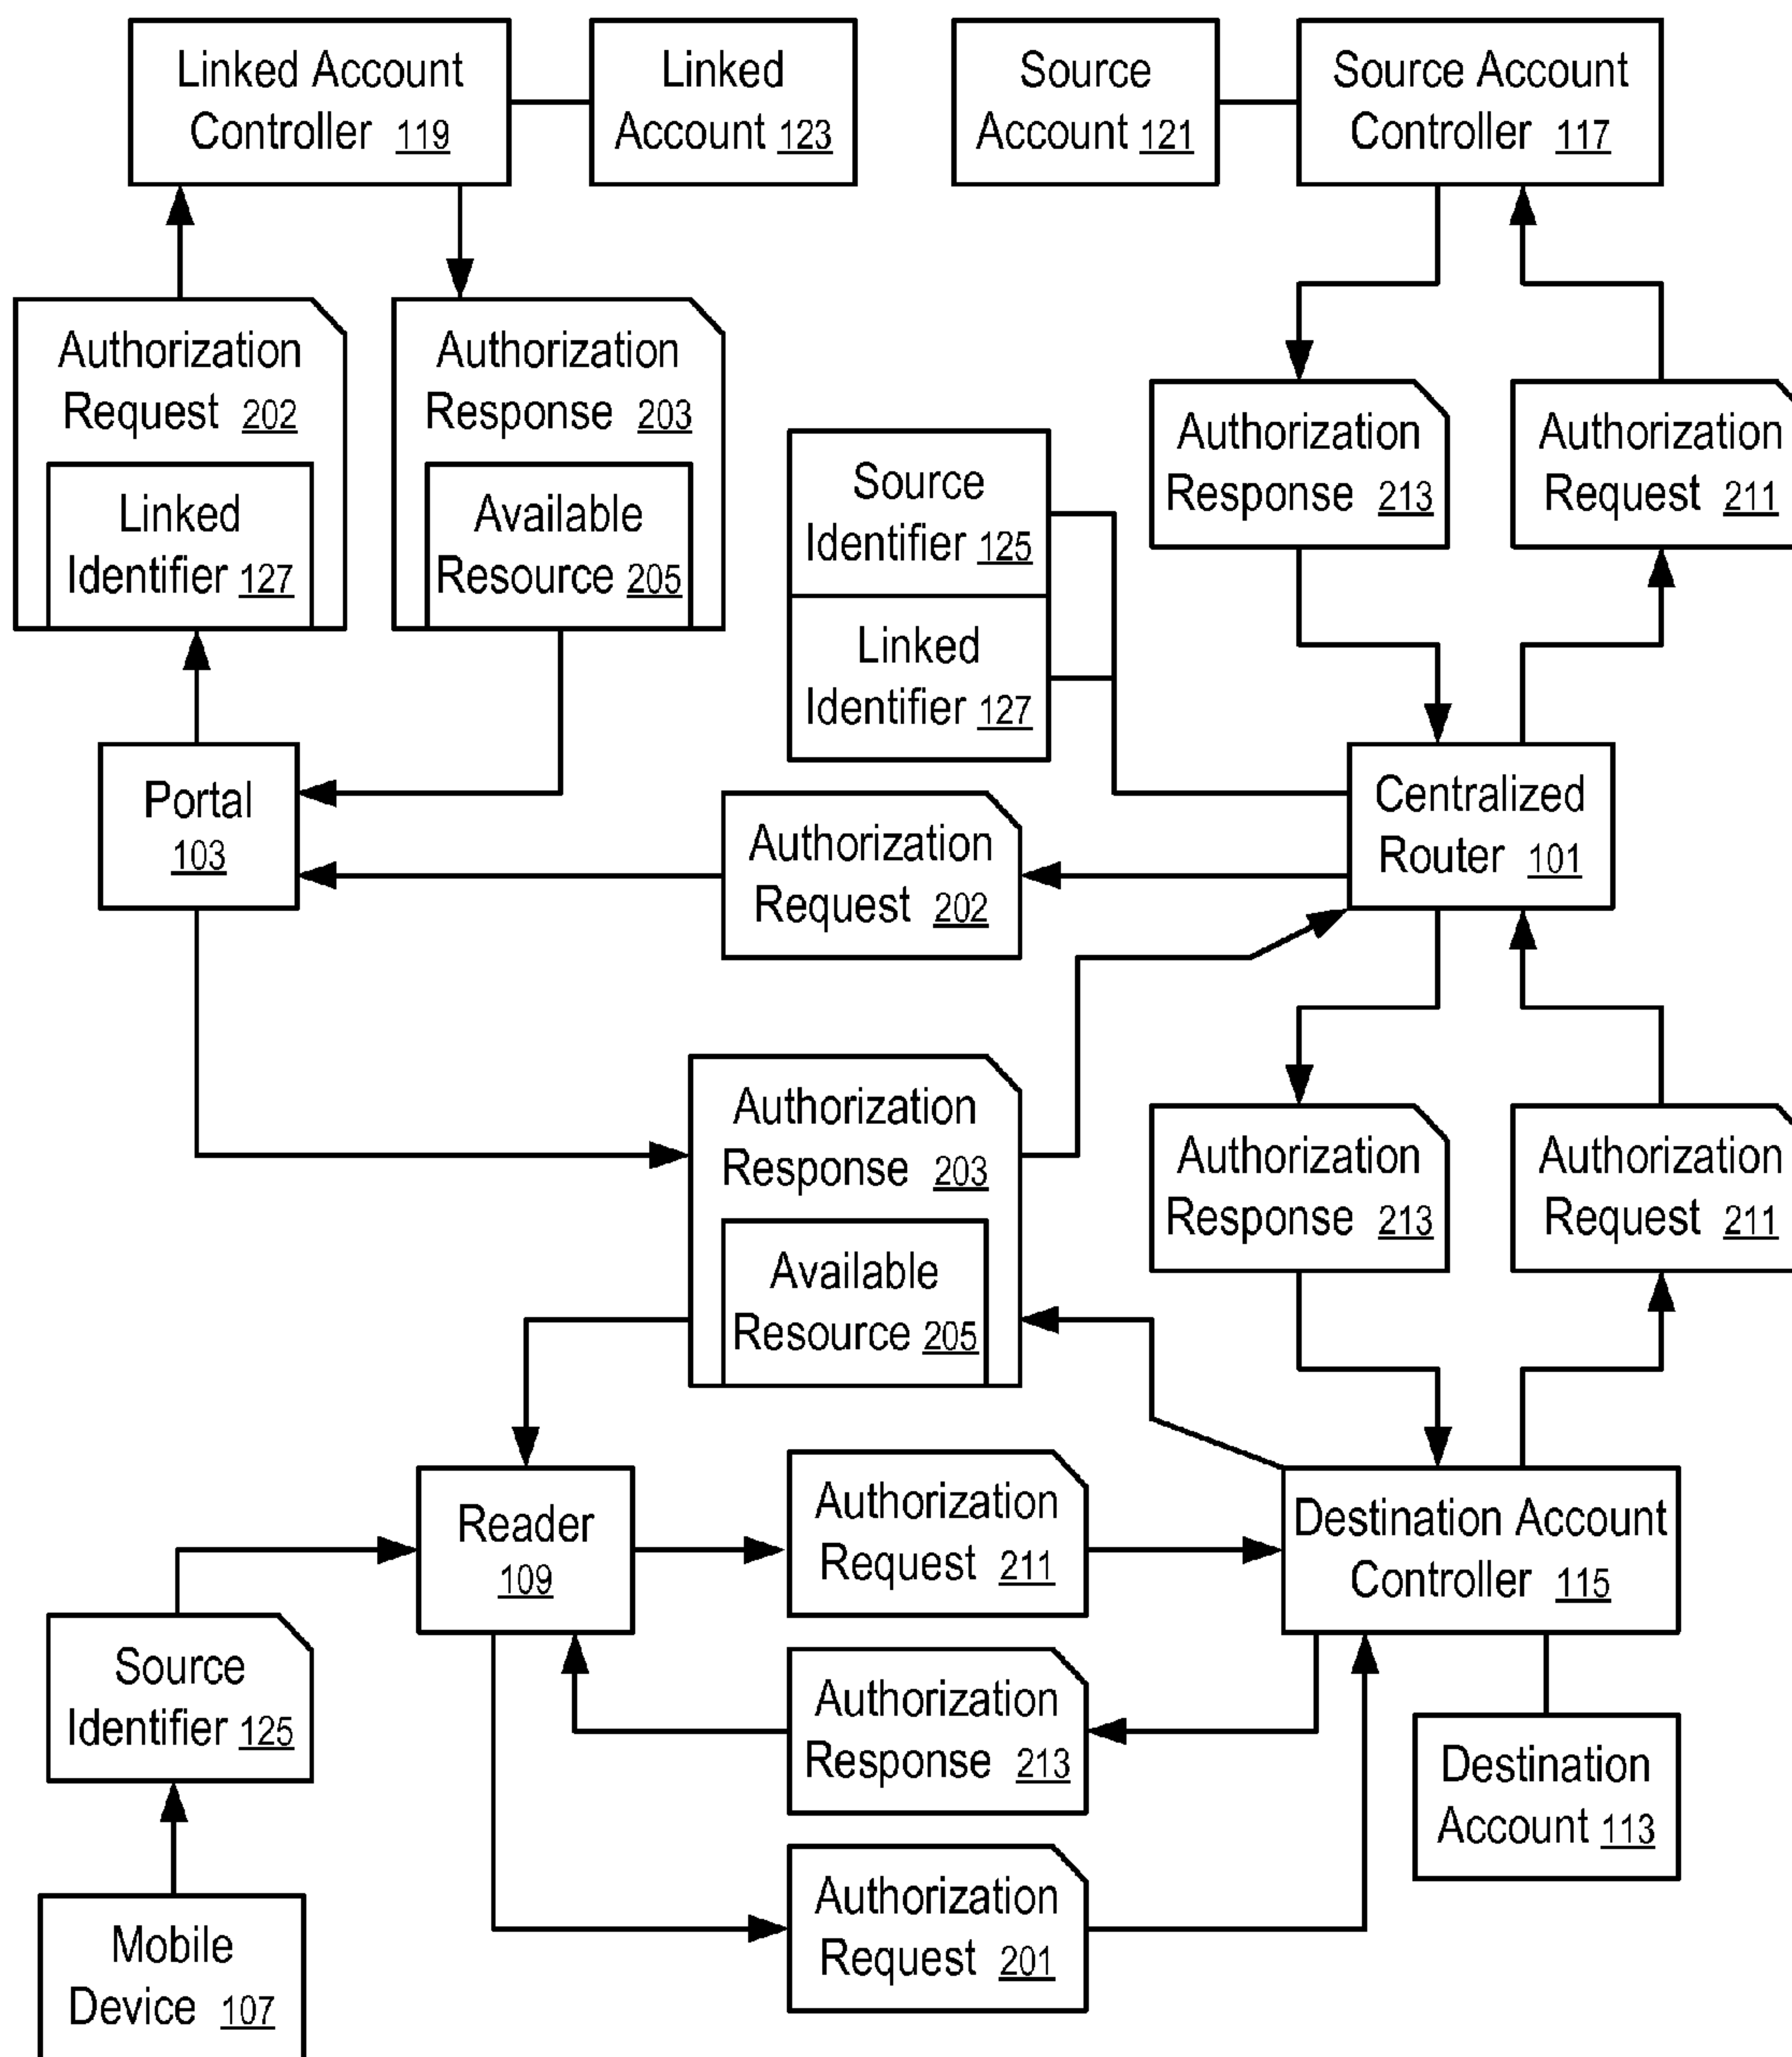 Linked Account
Controller 119
Linked
Account 123
Source
Account 121
Source Account
Controller 117
Authorization
Request 202
Linked
Identifier 127
Authorization
Response 203
Available
Resource 205
Source
Identifier 125
Linked
Identifier 127
Authorization
Response 213
Authorization
Request 211
Portal
103
Authorization
Request 202
Centralized
Router 101
Authorization
Response 203
Available
Resource 205
Authorization
Response 213
Authorization
Request 211
Reader
109
Authorization
Request 211
Destination Account
Controller 115
Source
Identifier 125
Authorization
Response 213
Destination
Account 113
Mobile
Device 107
Authorization
Request 201